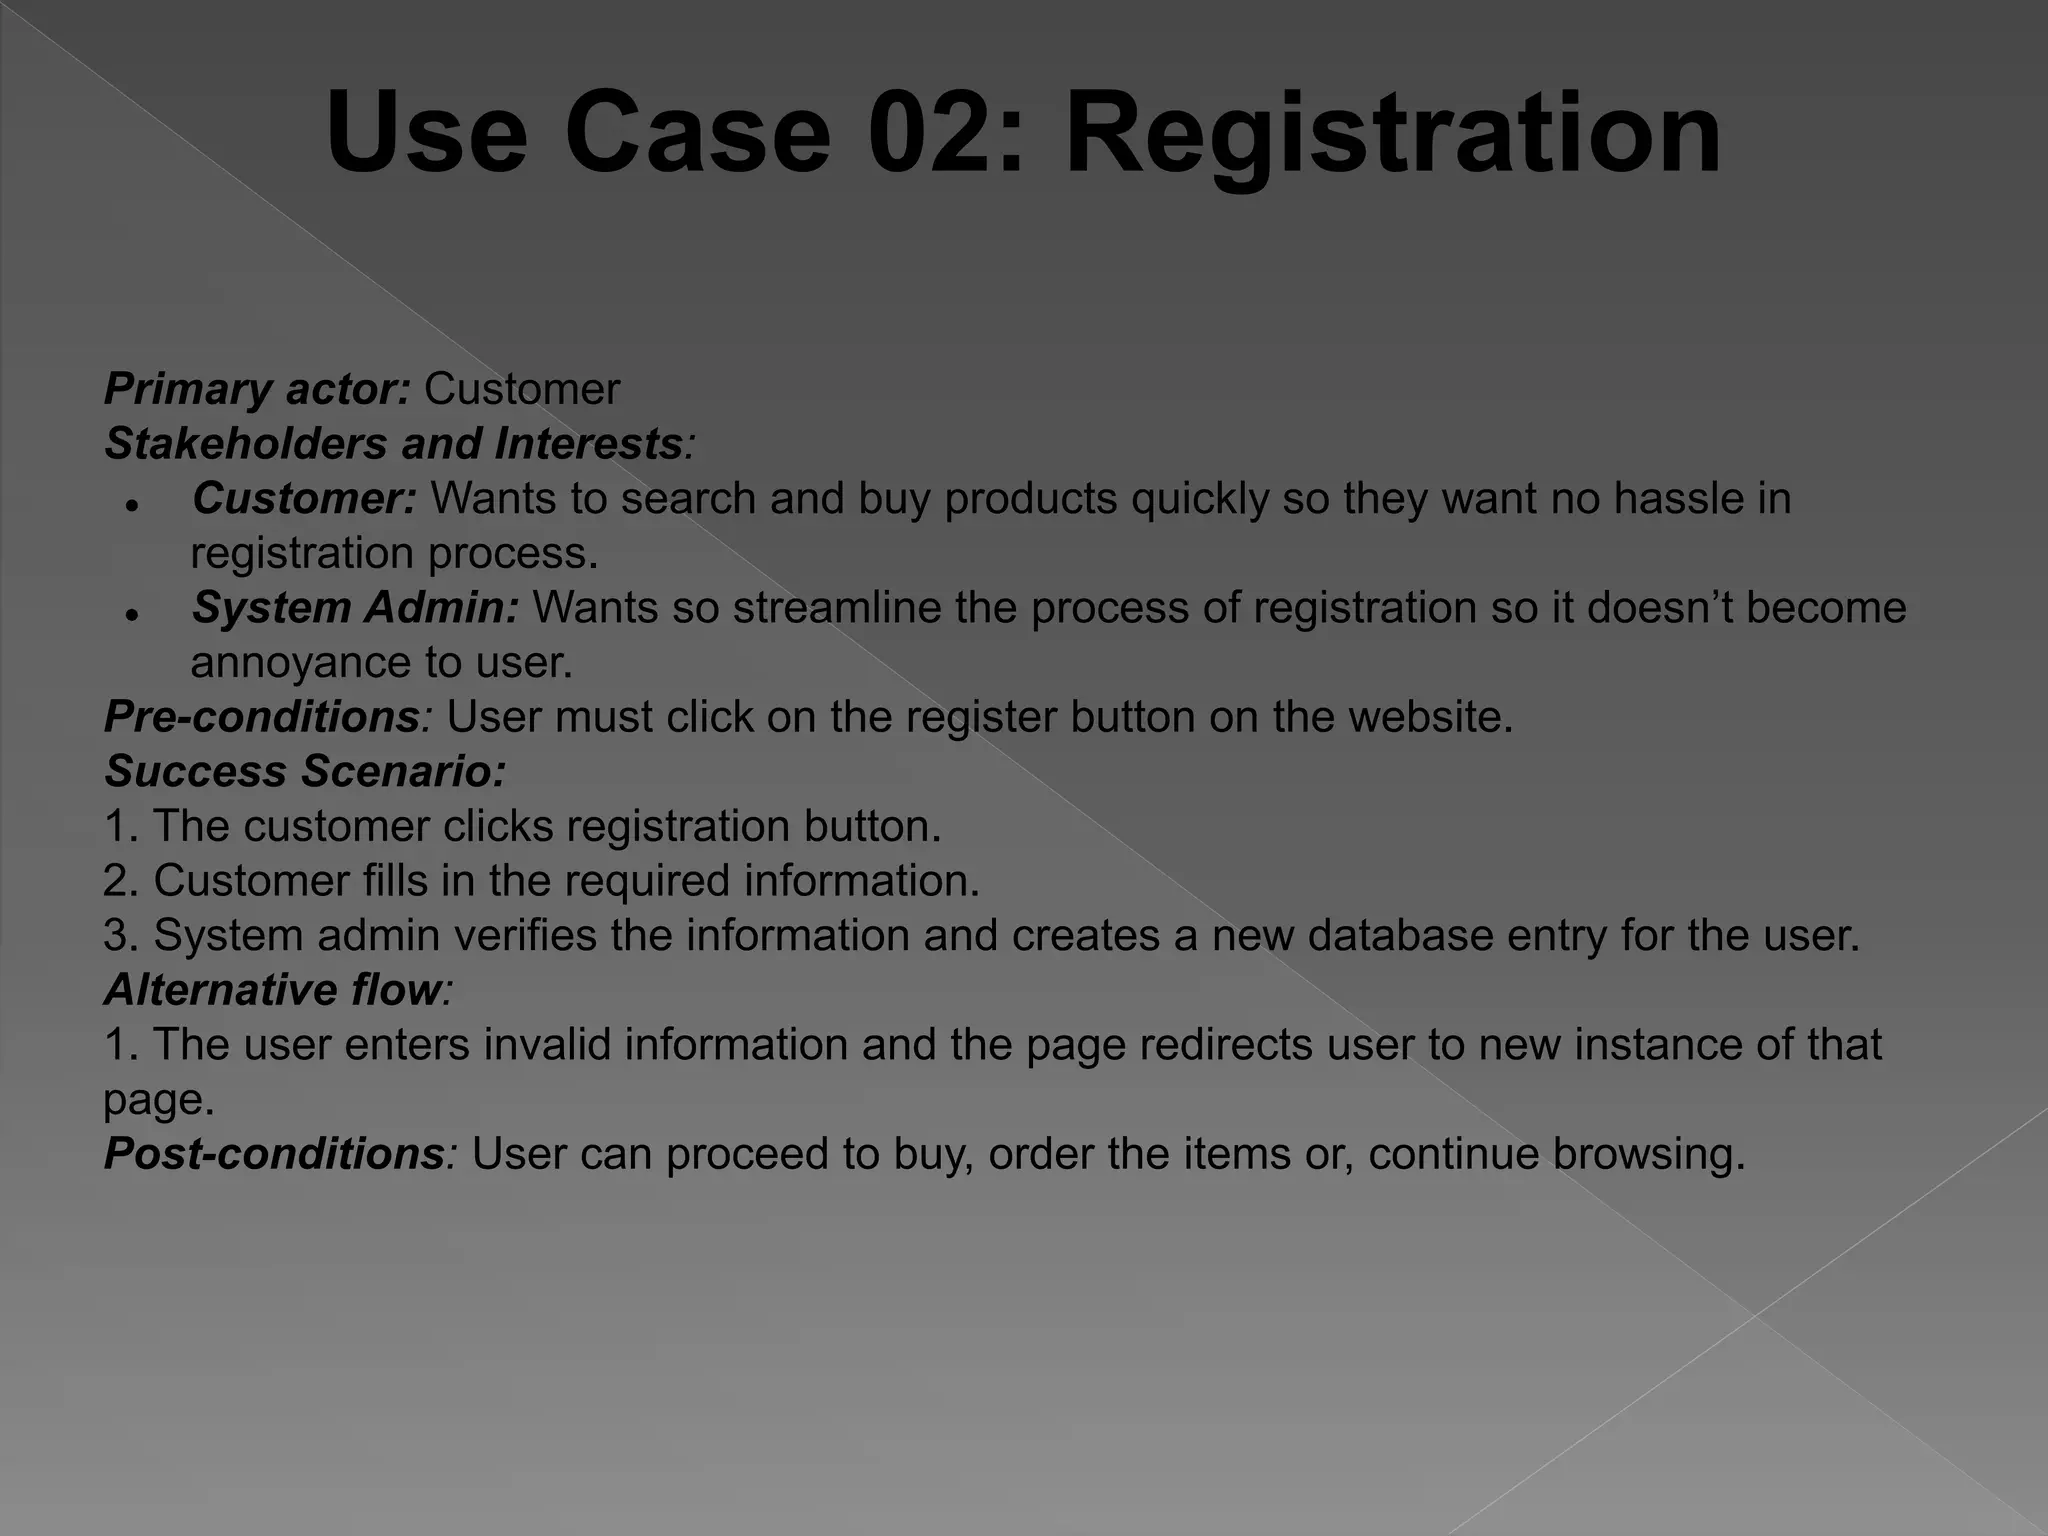 Use Case 02: Registration
Primary actor: Customer
Stakeholders and Interests:
● Customer: Wants to search and buy products quickly so they want no hassle in
registration process.
● System Admin: Wants so streamline the process of registration so it doesn’t become
annoyance to user.
Pre-conditions: User must click on the register button on the website.
Success Scenario:
1. The customer clicks registration button.
2. Customer fills in the required information.
3. System admin verifies the information and creates a new database entry for the user.
Alternative flow:
1. The user enters invalid information and the page redirects user to new instance of that
page.
Post-conditions: User can proceed to buy, order the items or, continue browsing.